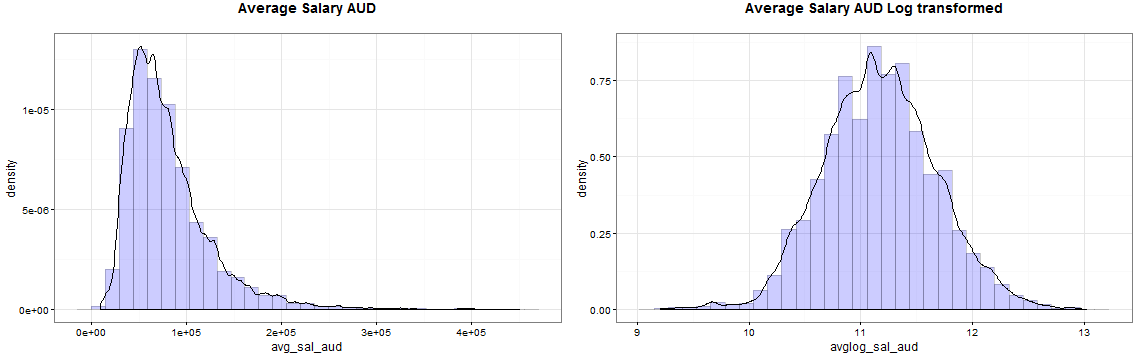 Average Salary AUD
density
1e-05
5e-06
0e+00
0e+00 1e+05 2e+05 3e+05 4e+05
avg_sal_aud
Average Salary AUD Log transformed
density
0.75
0.50
0.25
0.00
9 10 11 12 13
avglog_sal_aud